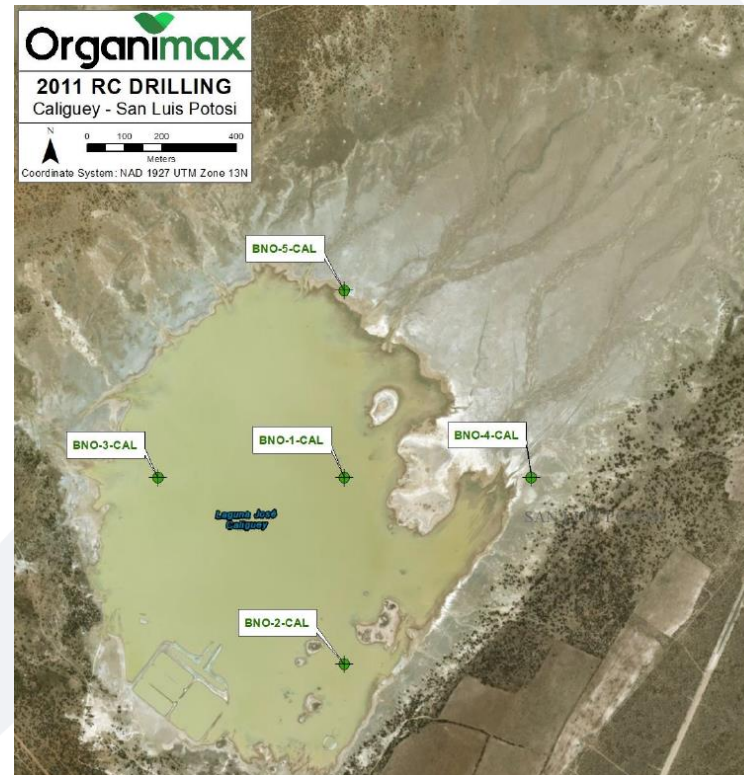 Organimax
2011 RC DRILLING
Caliguey - San Luis Potosi
N
0 100 200 400
Meters
Coordinate System: NAD 1927 UTM Zone 13N
BNO-5-CAL
BNO-3-CAL
BNO-1-CAL
BNO-4-CAL
Laguna José
Caliguey
BNO-2-CAL